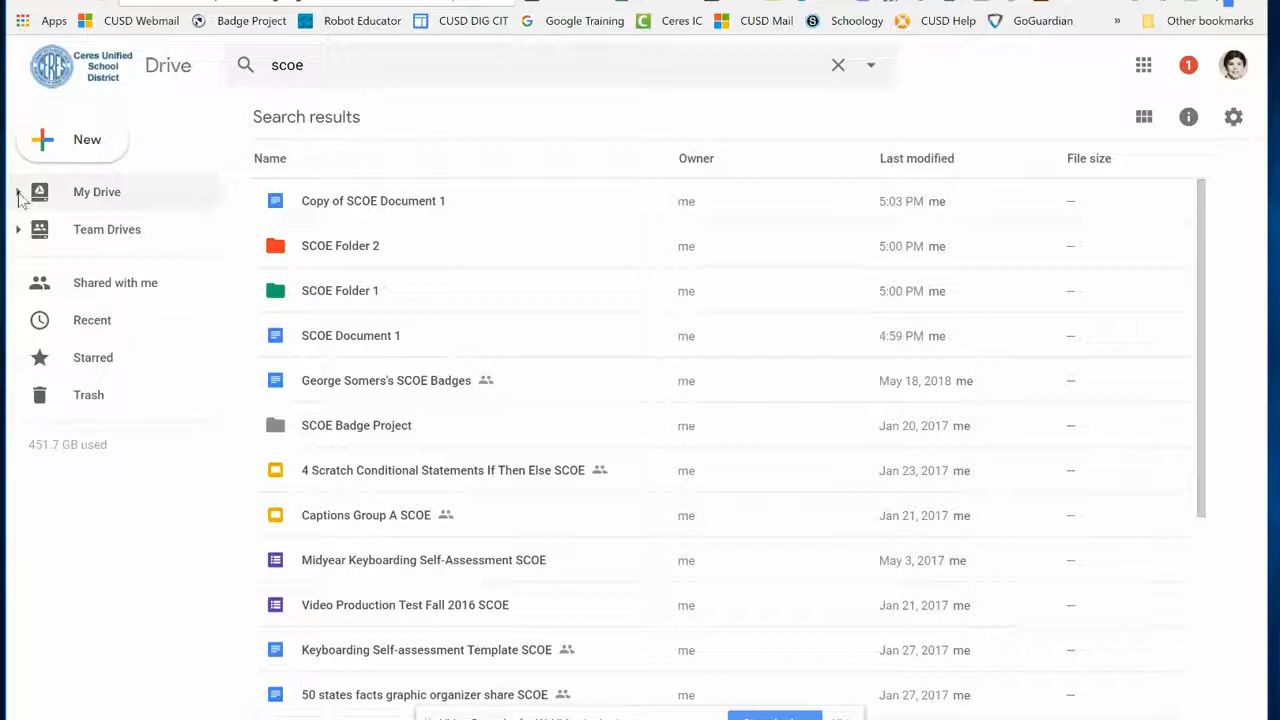 Apps CUSD Webmail Badge Project Robot Educator CUSD DIG CIT Google Training Ceres IC CUSD Mail Schoology CUSD Help GoGuardian » Other bookmarks
CERES Ceres Unified School District Drive scoe 1
Search results
New
Name Owner Last modified File size
My Drive
Team Drives
Shared with me
Recent
Starred
Trash
451.7 GB used
Copy of SCOE Document 1 me 5:03 PM me —
SCOE Folder 2 me 5:00 PM me —
SCOE Folder 1 me 5:00 PM me —
SCOE Document 1 me 4:59 PM me —
George Somers's SCOE Badges me May 18, 2018 me —
SCOE Badge Project me Jan 20, 2017 me —
4 Scratch Conditional Statements If Then Else SCOE me Jan 23, 2017 me —
Captions Group A SCOE me Jan 21, 2017 me —
Midyear Keyboarding Self-Assessment SCOE me May 3, 2017 me —
Video Production Test Fall 2016 SCOE me Jan 21, 2017 me —
Keyboarding Self-assessment Template SCOE me Jan 27, 2017 me —
50 states facts graphic organizer share SCOE me Jan 27, 2017 me —